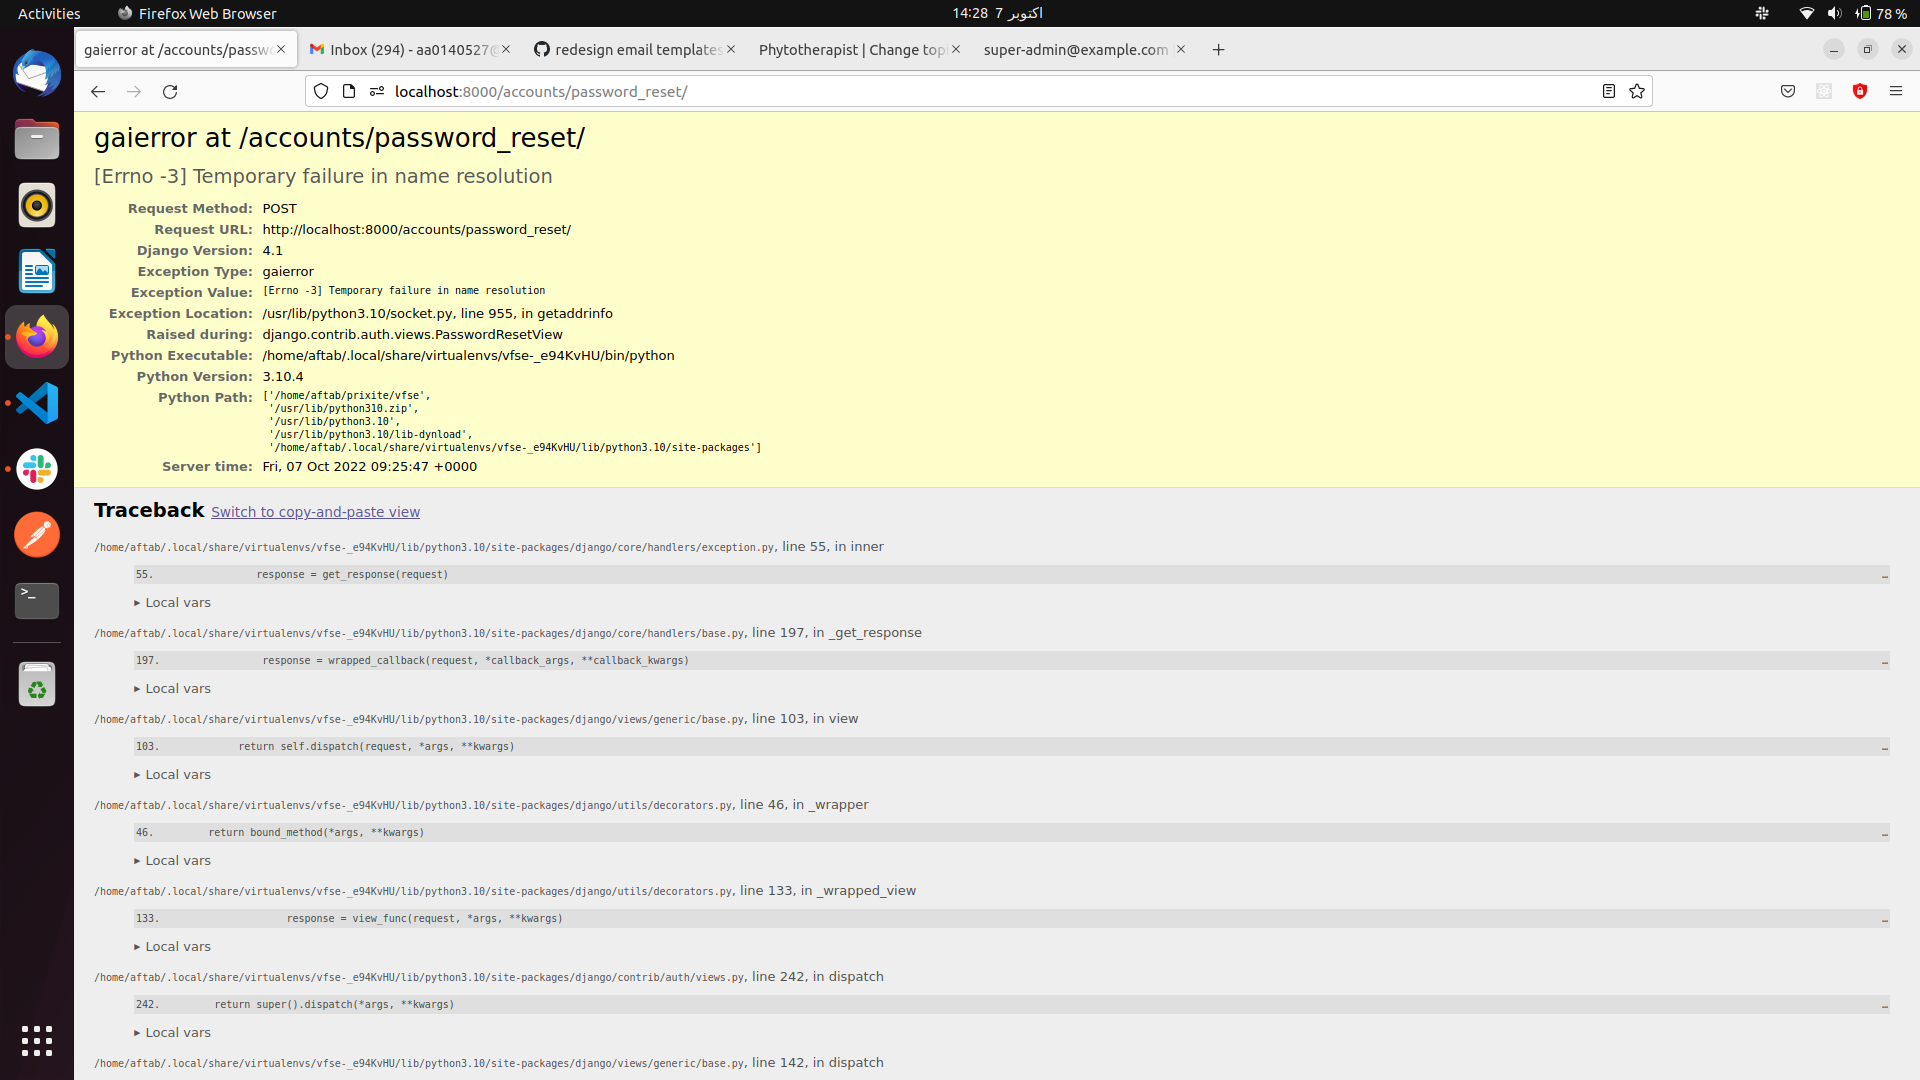 Activities
Firefox Web Browser
اکتوبر 7  14:28
78 %
gaierror at /accounts/passw
Inbox (294) - aa0140527@
redesign email templates
Phytotherapist | Change topi
super-admin@example.com
localhost:8000/accounts/password_reset/
gaierror at /accounts/password_reset/
[Errno -3] Temporary failure in name resolution
Request Method: POST
Request URL: http://localhost:8000/accounts/password_reset/
Django Version: 4.1
Exception Type: gaierror
Exception Value: [Errno -3] Temporary failure in name resolution
Exception Location: /usr/lib/python3.10/socket.py, line 955, in getaddrinfo
Raised during: django.contrib.auth.views.PasswordResetView
Python Executable: /home/aftab/.local/share/virtualenvs/vfse-_e94KvHU/bin/python
Python Version: 3.10.4
Python Path: ['/home/aftab/prixite/vfse',
'/usr/lib/python310.zip',
'/usr/lib/python3.10',
'/usr/lib/python3.10/lib-dynload',
'/home/aftab/.local/share/virtualenvs/vfse-_e94KvHU/lib/python3.10/site-packages']
Server time: Fri, 07 Oct 2022 09:25:47 +0000
Traceback Switch to copy-and-paste view
/home/aftab/.local/share/virtualenvs/vfse-_e94KvHU/lib/python3.10/site-packages/django/core/handlers/exception.py, line 55, in inner
55. response = get_response(request) …
▸ Local vars
/home/aftab/.local/share/virtualenvs/vfse-_e94KvHU/lib/python3.10/site-packages/django/core/handlers/base.py, line 197, in _get_response
197. response = wrapped_callback(request, *callback_args, **callback_kwargs) …
▸ Local vars
/home/aftab/.local/share/virtualenvs/vfse-_e94KvHU/lib/python3.10/site-packages/django/views/generic/base.py, line 103, in view
103. return self.dispatch(request, *args, **kwargs) …
▸ Local vars
/home/aftab/.local/share/virtualenvs/vfse-_e94KvHU/lib/python3.10/site-packages/django/utils/decorators.py, line 46, in _wrapper
46. return bound_method(*args, **kwargs) …
▸ Local vars
/home/aftab/.local/share/virtualenvs/vfse-_e94KvHU/lib/python3.10/site-packages/django/utils/decorators.py, line 133, in _wrapped_view
133. response = view_func(request, *args, **kwargs) …
▸ Local vars
/home/aftab/.local/share/virtualenvs/vfse-_e94KvHU/lib/python3.10/site-packages/django/contrib/auth/views.py, line 242, in dispatch
242. return super().dispatch(*args, **kwargs) …
▸ Local vars
/home/aftab/.local/share/virtualenvs/vfse-_e94KvHU/lib/python3.10/site-packages/django/views/generic/base.py, line 142, in dispatch